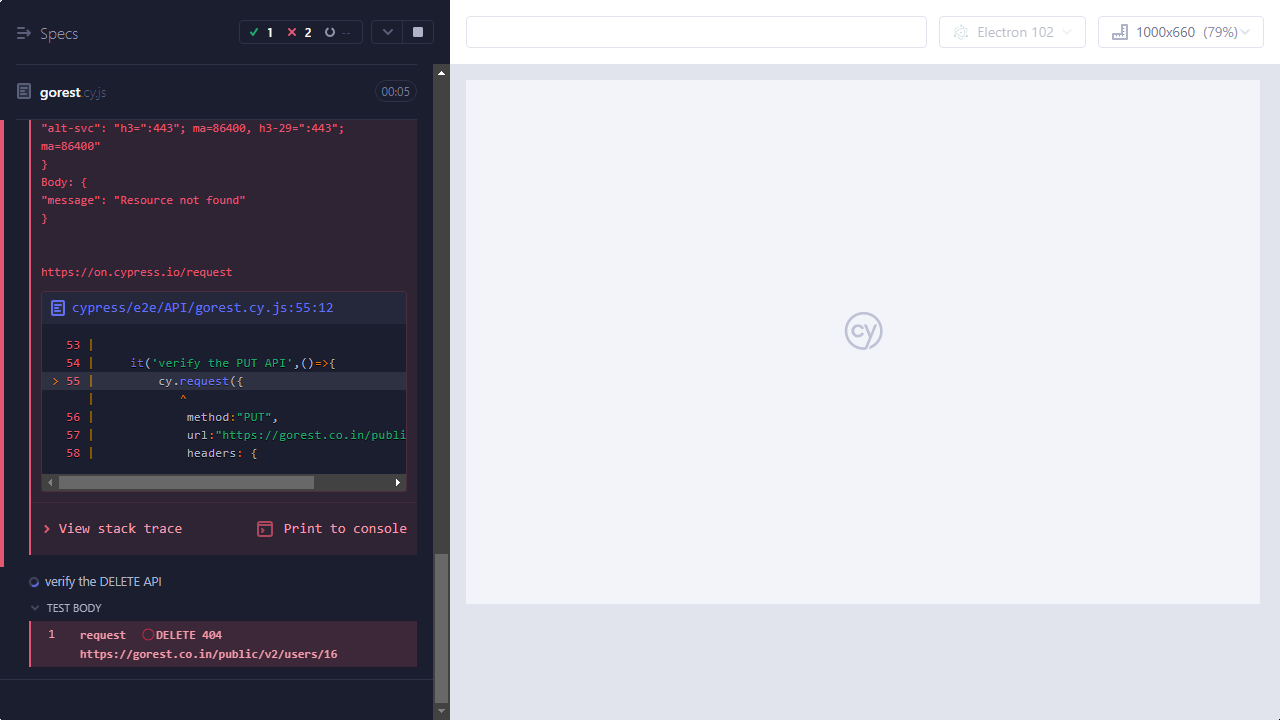 Specs
1 2 --
Electron 102
1000x660 (79%)
gorest cy.js
00:05
"alt-svc": "h3=":443"; ma=86400, h3-29=":443";
ma=86400"
}
Body: {
"message": "Resource not found"
}
https://on.cypress.io/request
cypress/e2e/API/gorest.cy.js:55:12
53 |
54 | it('verify the PUT API',()=>{
> 55 | cy.request({
| ^
56 | method:"PUT",
57 | url:"https://gorest.co.in/publi
58 | headers: {
View stack trace
Print to console
verify the DELETE API
TEST BODY
1 request DELETE 404
https://gorest.co.in/public/v2/users/16
cy